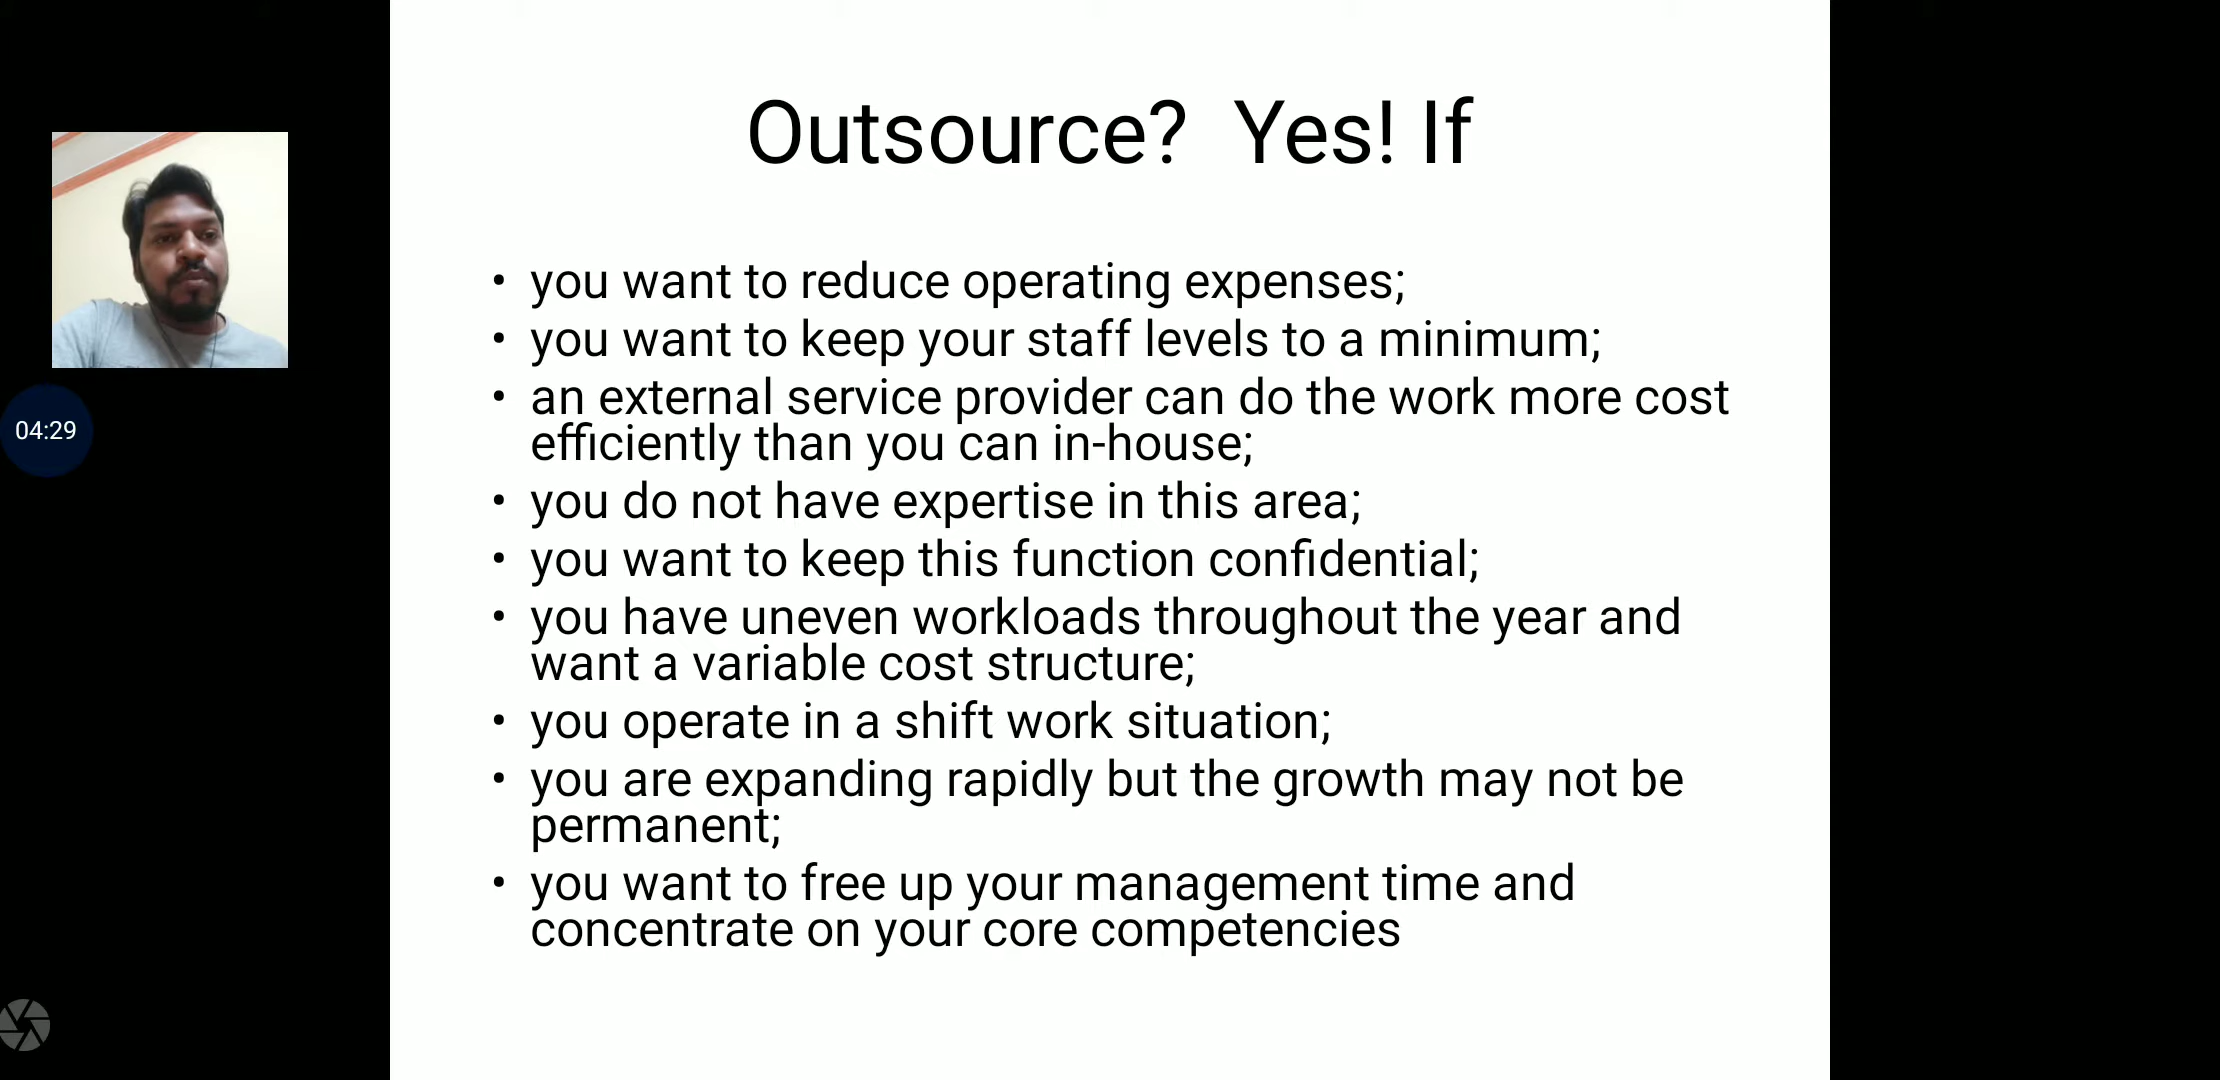 Outsource?  Yes! If
• you want to reduce operating expenses;
• you want to keep your staff levels to a minimum;
• an external service provider can do the work more cost
efficiently than you can in-house;
• you do not have expertise in this area;
• you want to keep this function confidential;
• you have uneven workloads throughout the year and
want a variable cost structure;
• you operate in a shift work situation;
• you are expanding rapidly but the growth may not be
permanent;
• you want to free up your management time and
concentrate on your core competencies
04:29